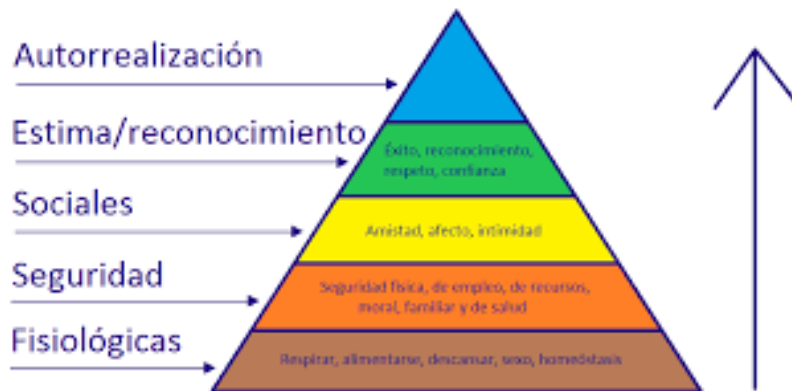 Autorrealización
Estima/reconocimiento
Éxito, reconocimiento,
respeto, confianza
Sociales
Amistad, afecto, intimidad
Seguridad
Seguridad física, de empleo, de recursos,
moral, familiar y de salud
Fisiológicas
Respirar, alimentarse, descansar, sexo, homeóstasis